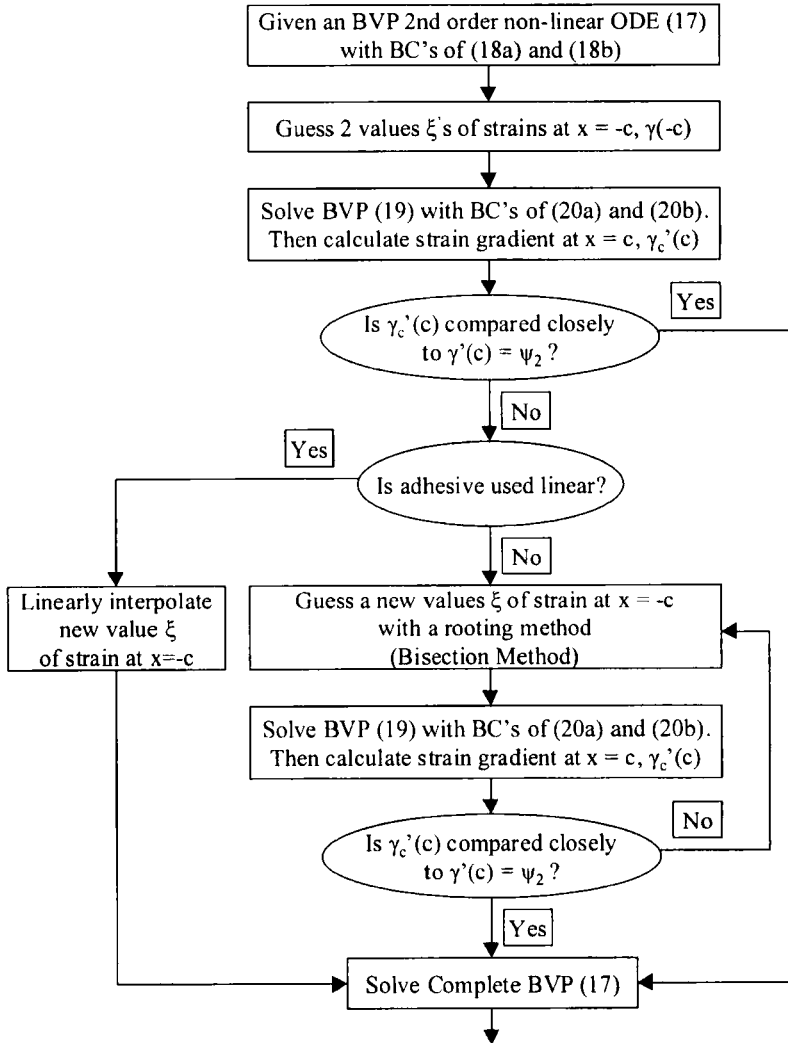 Given an BVP 2nd order non-linear ODE (17)
with BC's of (18a) and (18b)
Guess 2 values ξ's of strains at x = -c, γ(-c)
Solve BVP (19) with BC's of (20a) and (20b).
Then calculate strain gradient at x = c, γc'(c)
Is γc'(c) compared closely
to γ'(c) = ψ2 ?
Yes
No
Is adhesive used linear?
Yes
No
Linearly interpolate
new value ξ
of strain at x=-c
Guess a new values ξ of strain at x = -c
with a rooting method
(Bisection Method)
Solve BVP (19) with BC's of (20a) and (20b).
Then calculate strain gradient at x = c, γc'(c)
Is γc'(c) compared closely
to γ'(c) = ψ2 ?
No
Yes
Solve Complete BVP (17)